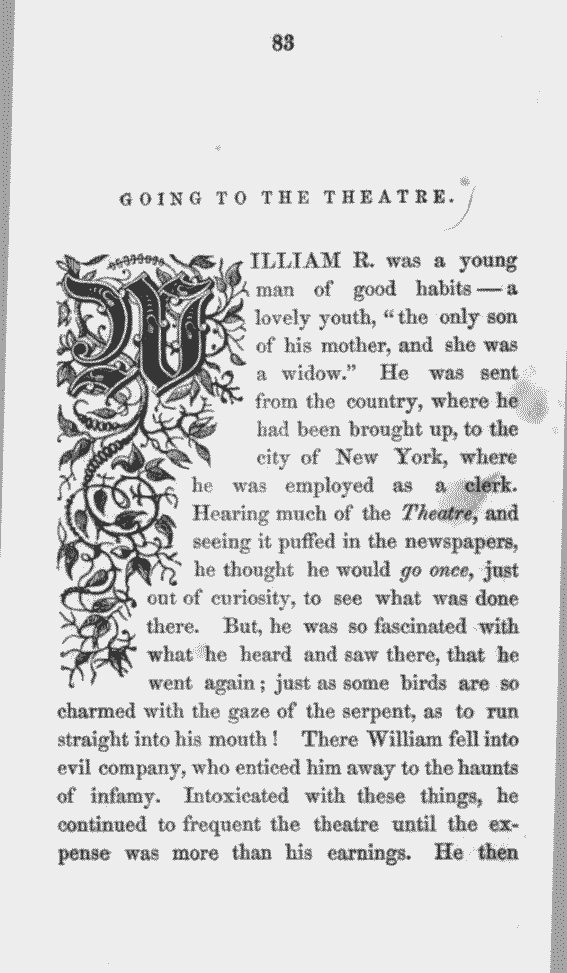 83
GOING TO THE THEATRE.
WILLIAM R. was a young
man of good habits — a
lovely youth, "the only son
of his mother, and she was
a widow." He was sent
from the country, where he
had been brought up, to the
city of New York, where
he was employed as a clerk.
Hearing much of the Theatre, and
seeing it puffed in the newspapers,
he thought he would go once, just
out of curiosity, to see what was done
there. But, he was so fascinated with
what he heard and saw there, that he
went again; just as some birds are so
charmed with the gaze of the serpent, as to run
straight into his mouth! There William fell into
evil company, who enticed him away to the haunts
of infamy. Intoxicated with these things, he
continued to frequent the theatre until the ex-
pense was more than his earnings. He then